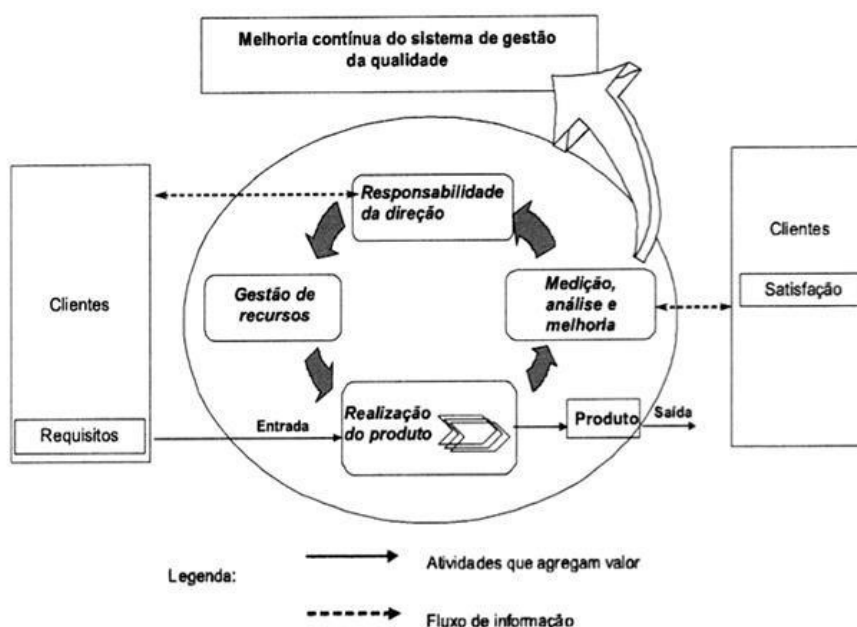 Melhoria contínua do sistema de gestão
da qualidade
Responsabilidade
da direção
Clientes
Clientes
Gestão de
recursos
Medição,
análise e
melhoria
Satisfação
Requisitos
Entrada
Realização
do produto
Produto
Saída
Legenda:
Atividades que agregam valor
Fluxo de informação